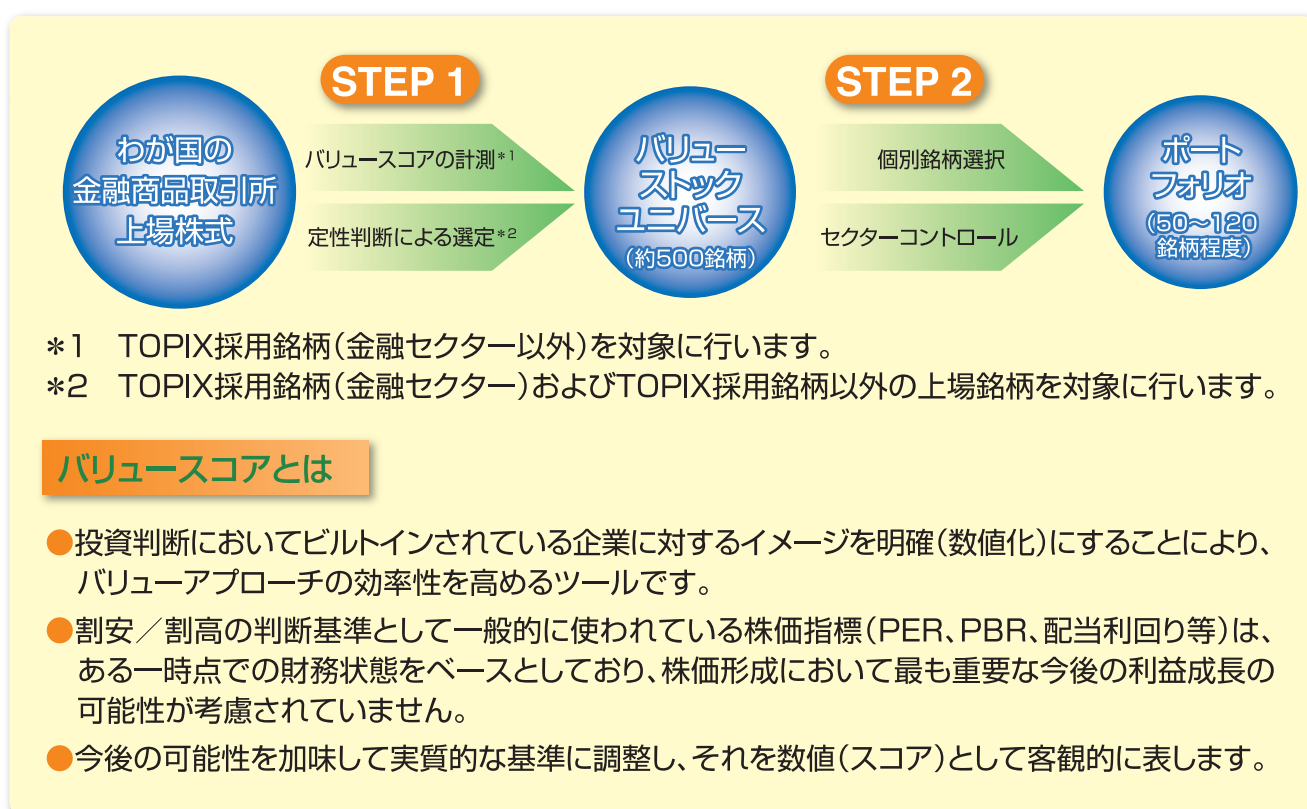 STEP 1
STEP 2
わが国の
金融商品取引所
上場株式
バリュースコアの計測*1
定性判断による選定*2
バリュー
ストック
ユニバース
(約500銘柄)
個別銘柄選択
セクターコントロール
ポート
フォリオ
(50〜120
銘柄程度)
*1 TOPIX採用銘柄(金融セクター以外)を対象に行います。
*2 TOPIX採用銘柄(金融セクター)およびTOPIX採用銘柄以外の上場銘柄を対象に行います。
バリュースコアとは
●投資判断においてビルトインされている企業に対するイメージを明確(数値化)にすることにより、
バリューアプローチの効率性を高めるツールです。
●割安/割高の判断基準として一般的に使われている株価指標(PER、PBR、配当利回り等)は、
ある一時点での財務状態をベースとしており、株価形成において最も重要な今後の利益成長の
可能性が考慮されていません。
●今後の可能性を加味して実質的な基準に調整し、それを数値(スコア)として客観的に表します。